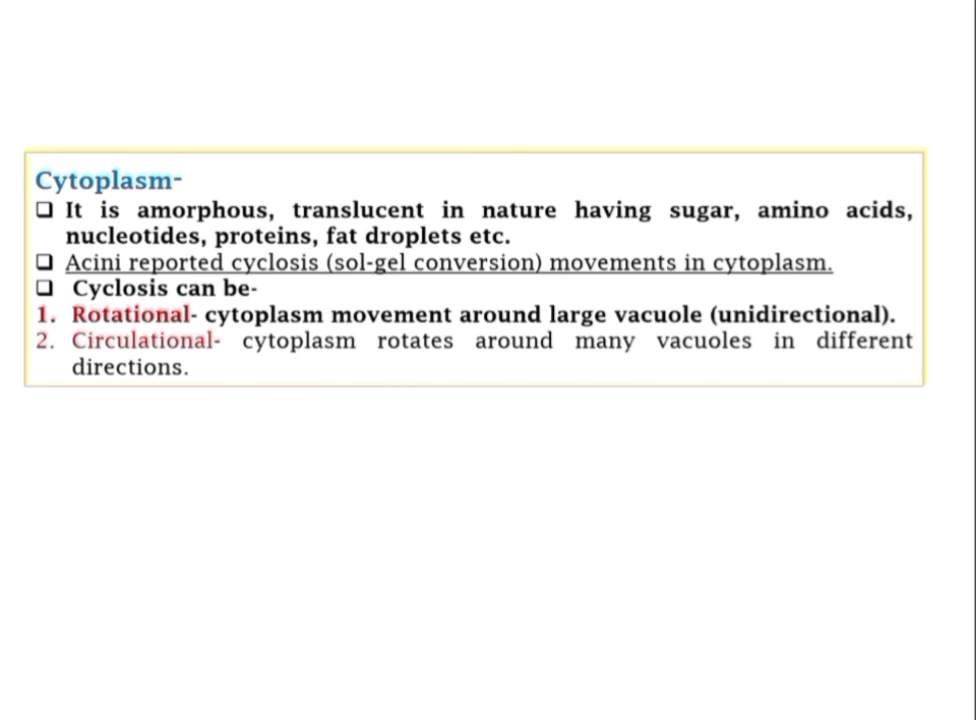 Cytoplasm-
❑ It is amorphous, translucent in nature having sugar, amino acids,
nucleotides, proteins, fat droplets etc.
❑ Acini reported cyclosis (sol-gel conversion) movements in cytoplasm.
❑ Cyclosis can be-
1. Rotational- cytoplasm movement around large vacuole (unidirectional).
2. Circulational- cytoplasm rotates around many vacuoles in different
directions.